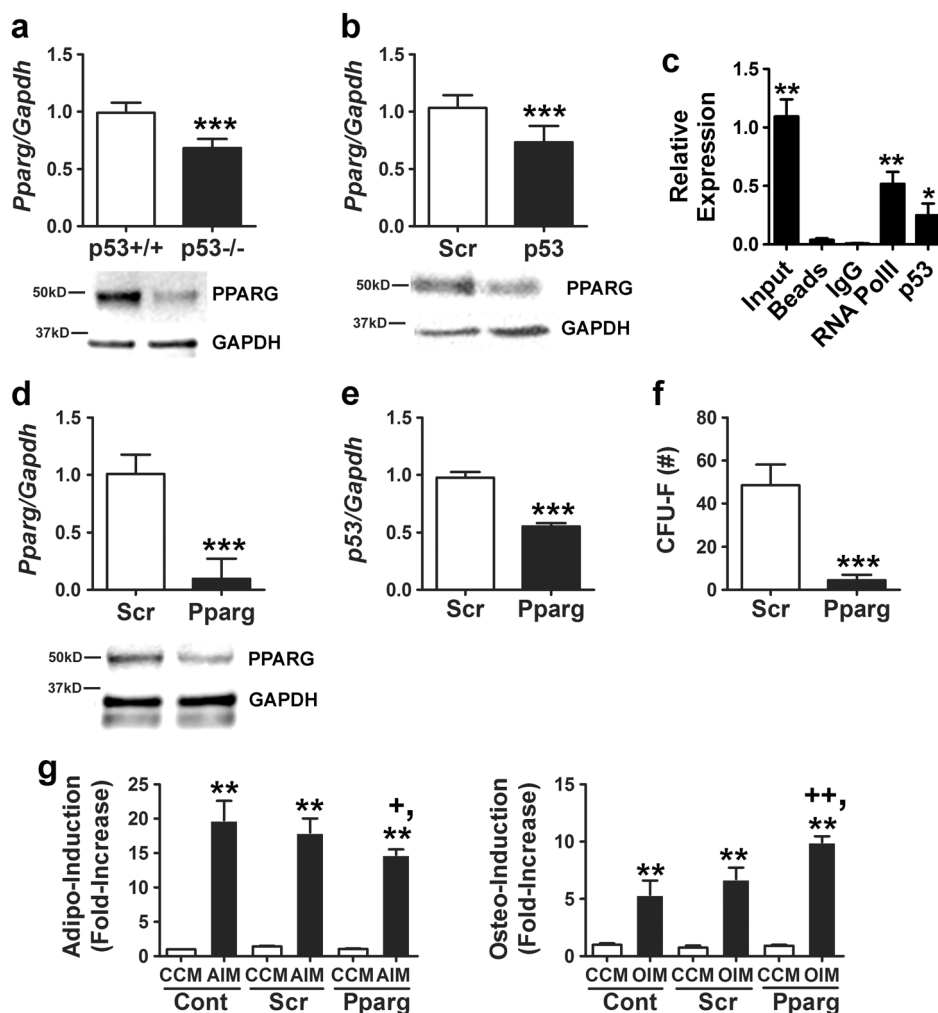 a
Pparg/Gapdh
1.5
1.0
0.5
0.0
***
p53+/+ p53-/-
50kD
PPARG
37kD
GAPDH
b
Pparg/Gapdh
1.5
1.0
0.5
0.0
***
Scr p53
50kD
PPARG
37kD
GAPDH
c
Relative
Expression
1.5
1.0
0.5
0.0
**
**
*
Input
Beads
IgG
RNA PolII
p53
d
Pparg/Gapdh
1.5
1.0
0.5
0.0
***
Scr Pparg
50kD
PPARG
37kD
GAPDH
e
p53/Gapdh
1.5
1.0
0.5
0.0
***
Scr Pparg
f
CFU-F (#)
80
60
40
20
0
***
Scr Pparg
g
Adipo-Induction
(Fold-Increase)
25
20
15
10
5
0
**
**
+,
**
CCM AIM CCM AIM CCM AIM
Cont Scr Pparg
Osteo-Induction
(Fold-Increase)
15
10
5
0
**
**
++,
**
CCM OIM CCM OIM CCM OIM
Cont Scr Pparg